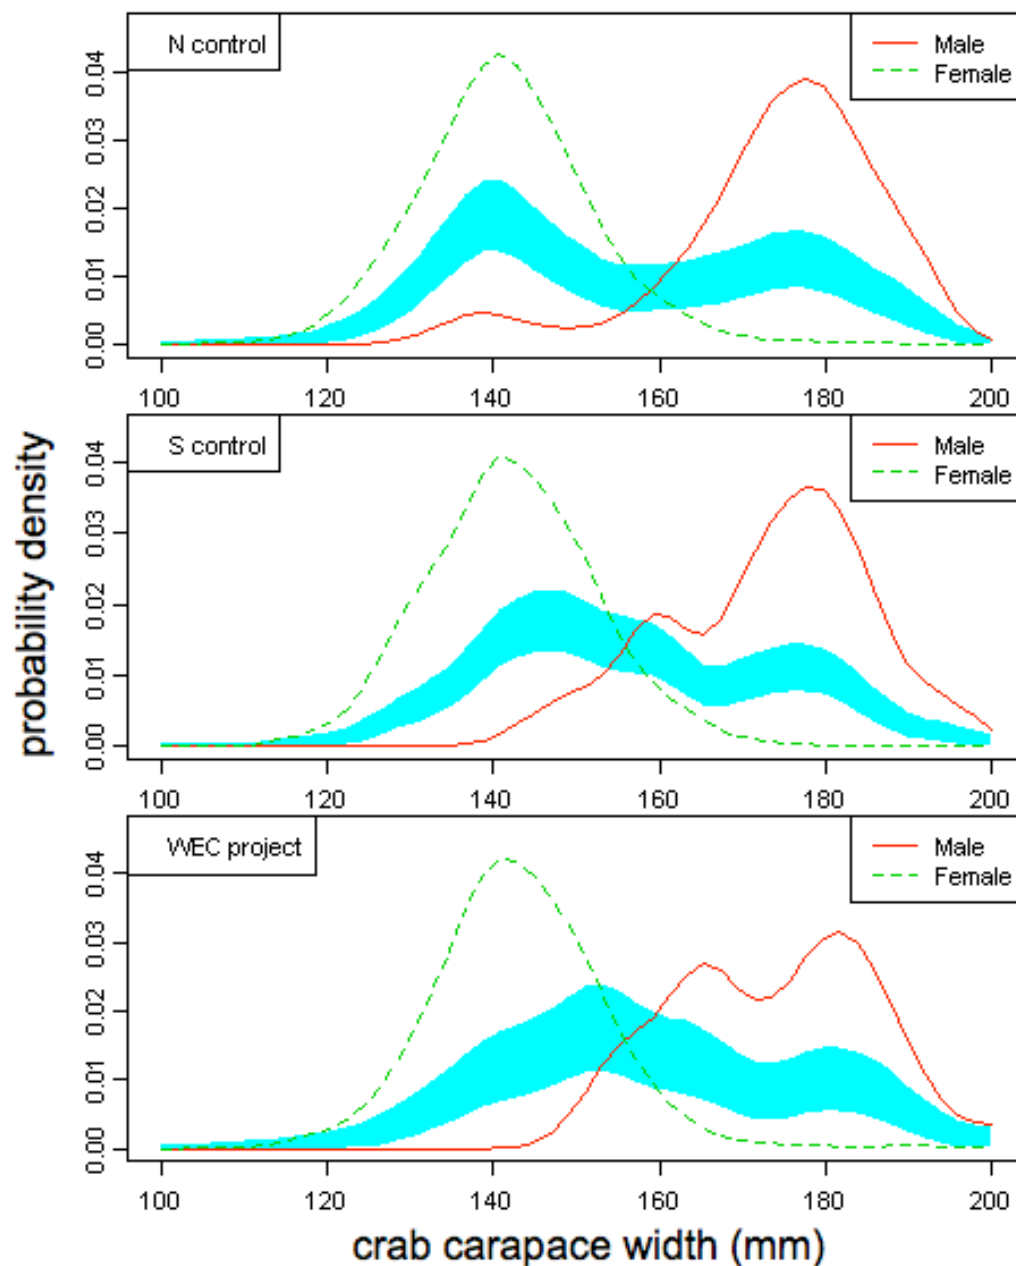 N control
Male
Female
0.00 0.01 0.02 0.03 0.04
100 120 140 160 180 200
S control
Male
Female
0.00 0.01 0.02 0.03 0.04
100 120 140 160 180 200
WEC project
Male
Female
0.00 0.01 0.02 0.03 0.04
100 120 140 160 180 200
probability density
crab carapace width (mm)